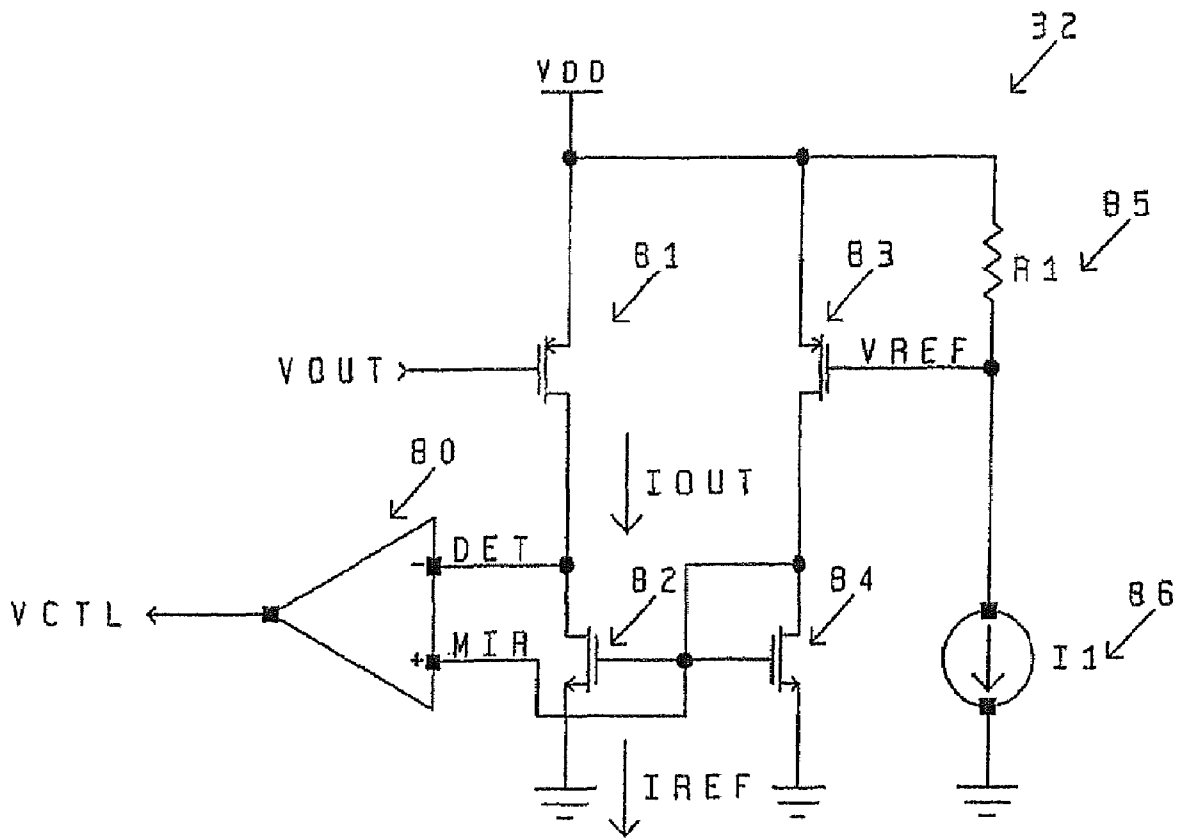 32
VDD
85
81
83
R1
VOUT
VREF
80
IOUT
- DET
82
84
86
VCTL
+ MIR
I1
IREF